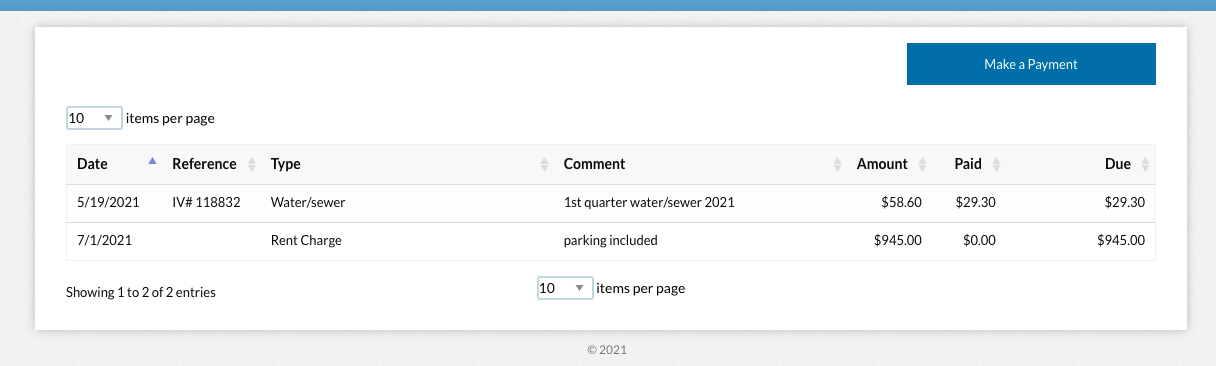 Make a Payment
10 items per page
Date Reference Type Comment Amount Paid Due
5/19/2021 IV# 118832 Water/sewer 1st quarter water/sewer 2021 $58.60 $29.30 $29.30
7/1/2021 Rent Charge parking included $945.00 $0.00 $945.00
Showing 1 to 2 of 2 entries 10 items per page
© 2021